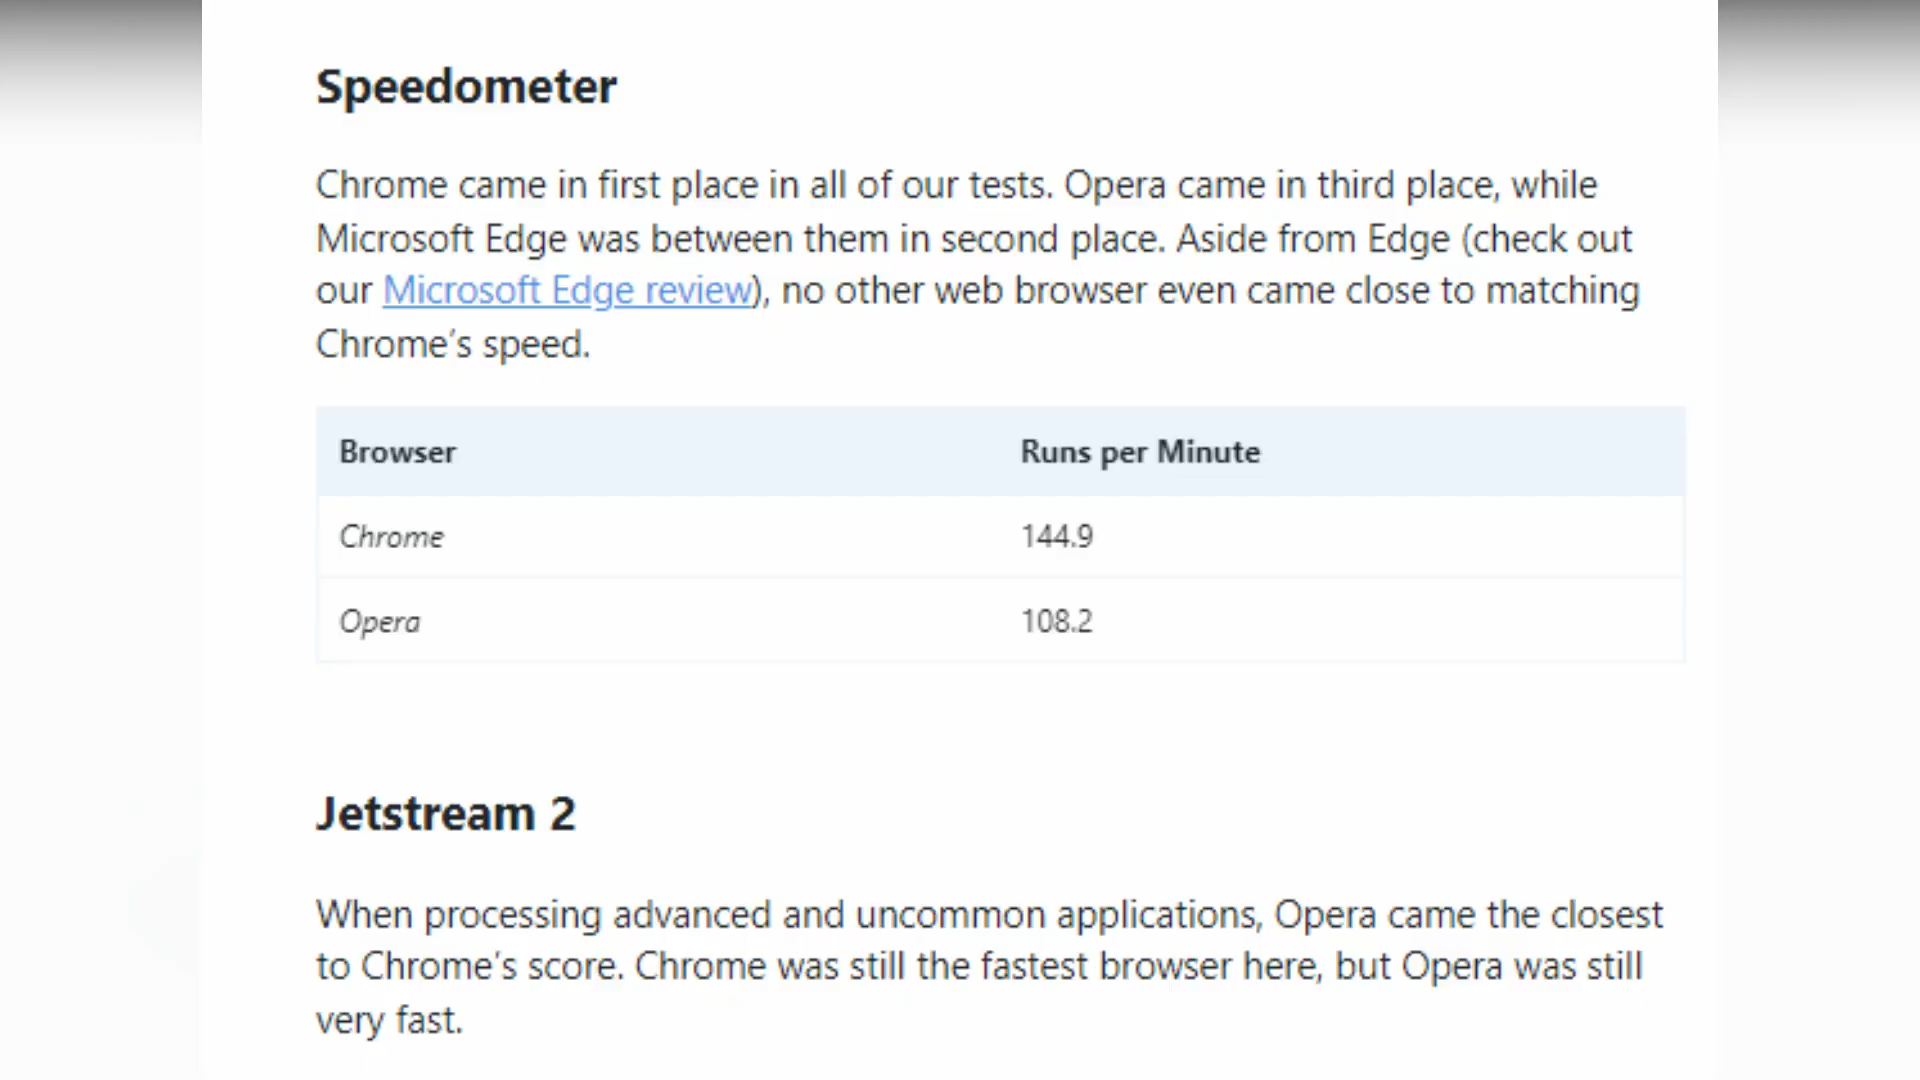 Speedometer
Chrome came in first place in all of our tests. Opera came in third place, while
Microsoft Edge was between them in second place. Aside from Edge (check out
our Microsoft Edge review), no other web browser even came close to matching
Chrome’s speed.
Browser Runs per Minute
Chrome 144.9
Opera 108.2
Jetstream 2
When processing advanced and uncommon applications, Opera came the closest
to Chrome’s score. Chrome was still the fastest browser here, but Opera was still
very fast.